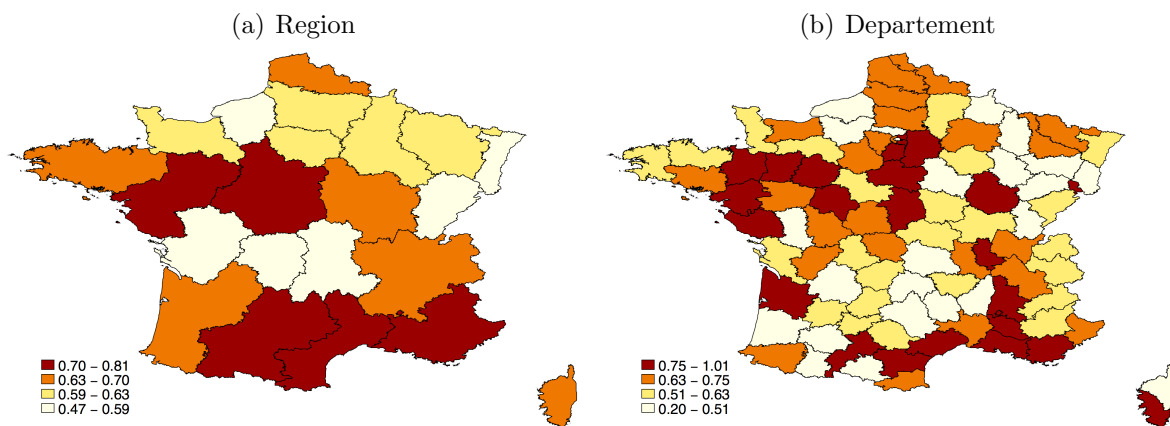 (a) Region
0.70 – 0.81
0.63 – 0.70
0.59 – 0.63
0.47 – 0.59
(b) Departement
0.75 – 1.01
0.63 – 0.75
0.51 – 0.63
0.20 – 0.51